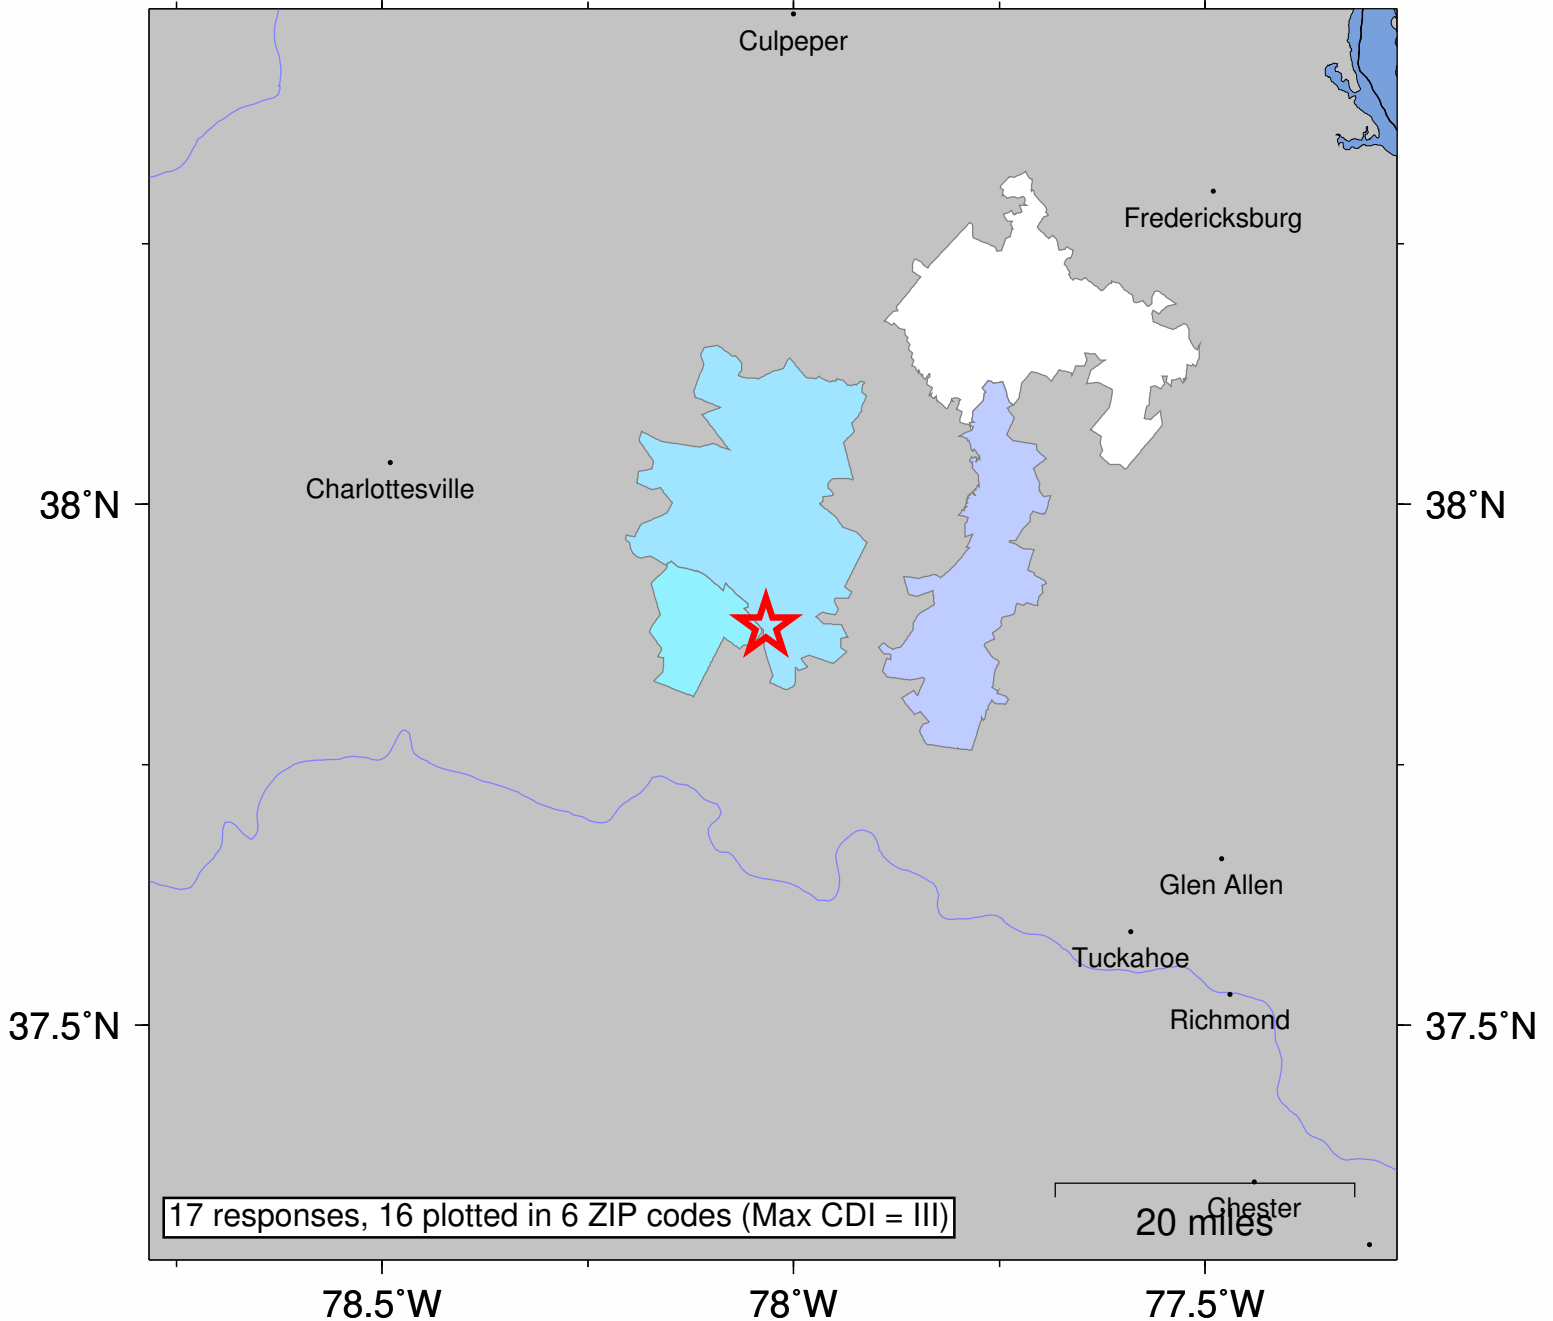 Culpeper
Fredericksburg
Charlottesville
38°N
38°N
Glen Allen
Tuckahoe
Richmond
37.5°N
37.5°N
Chester
17 responses, 16 plotted in 6 ZIP codes (Max CDI = III)
20 miles
78.5°W
78°W
77.5°W